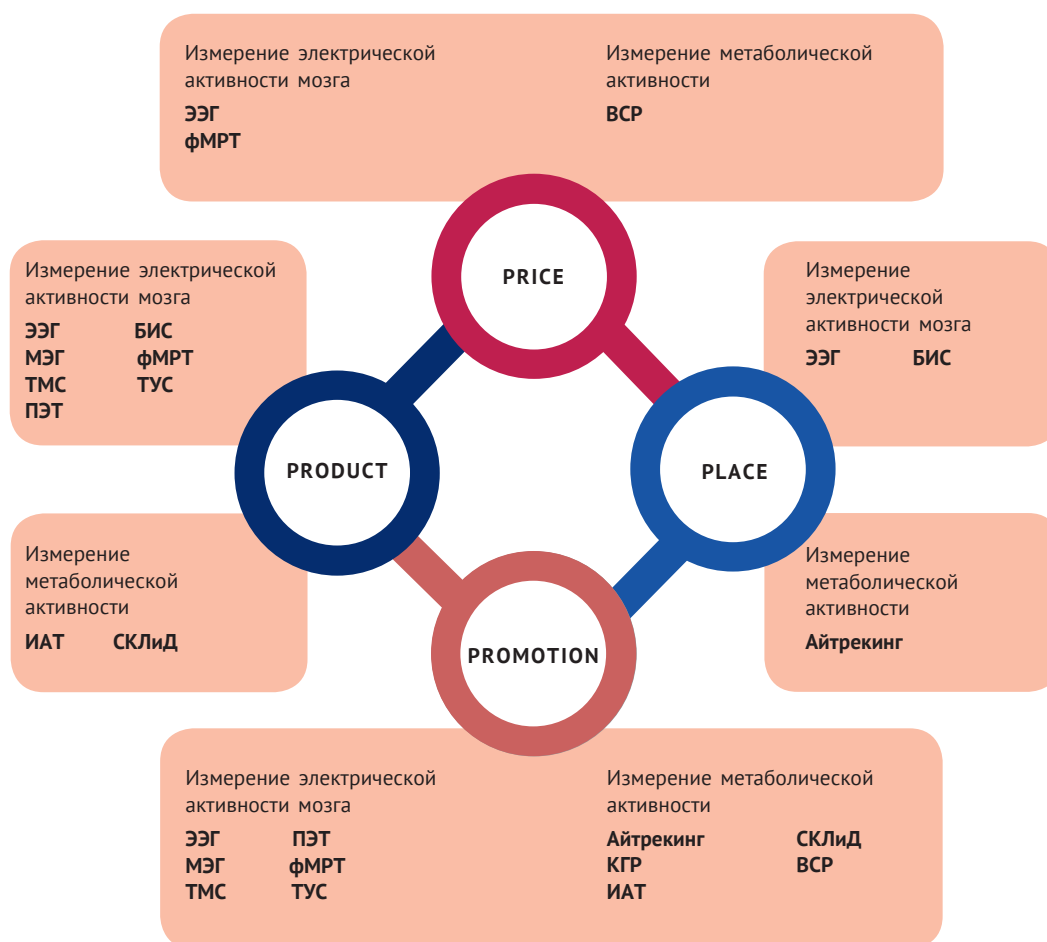 Измерение электрической
активности мозга
ЭЭГ
фМРТ
Измерение метаболической
активности
ВСР
PRICE
Измерение электрической
активности мозга
ЭЭГ БИС
МЭГ фМРТ
ТМС ТУС
ПЭТ
Измерение
электрической
активности мозга
ЭЭГ БИС
PRODUCT
PLACE
Измерение
метаболической
активности
ИАТ СКЛиД
Измерение
метаболической
активности
Айтрекинг
PROMOTION
Измерение электрической
активности мозга
ЭЭГ ПЭТ
МЭГ фМРТ
ТМС ТУС
Измерение метаболической
активности
Айтрекинг СКЛиД
КГР ВСР
ИАТ